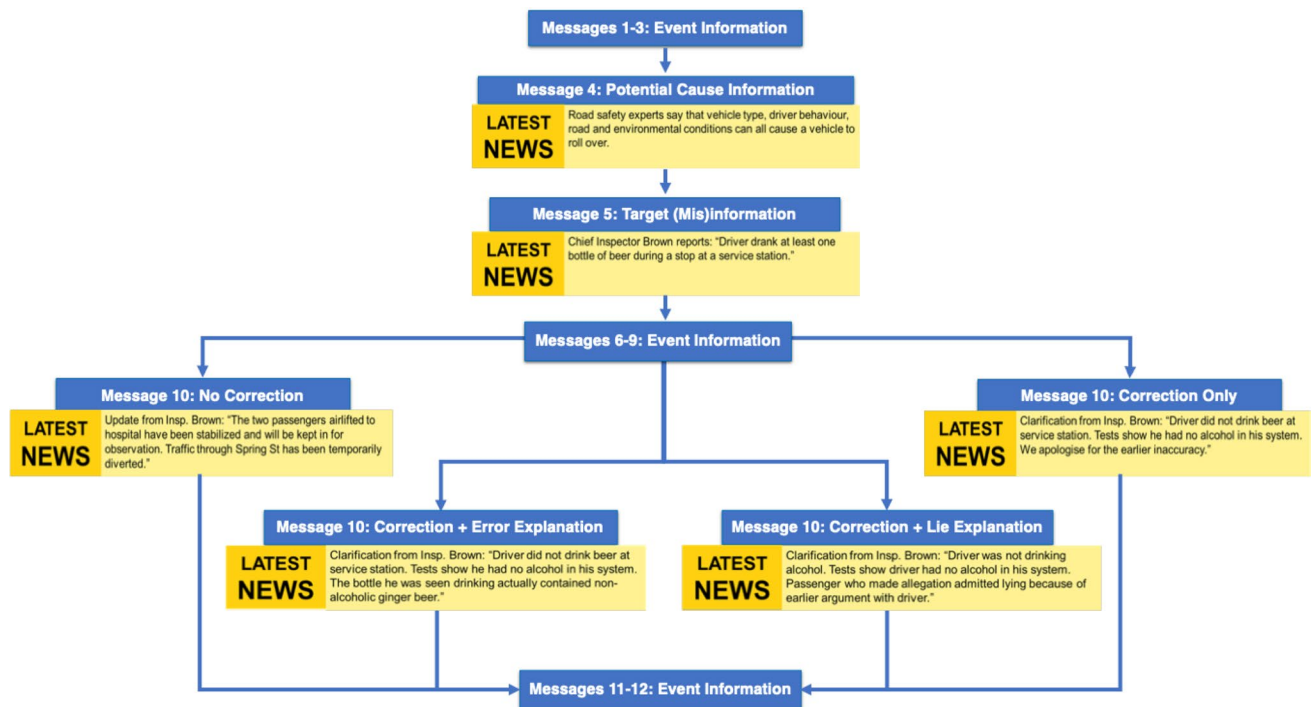 Messages 1-3: Event Information
Message 4: Potential Cause Information
LATEST
NEWS
Road safety experts say that vehicle type, driver behaviour,
road and environmental conditions can all cause a vehicle to
roll over.
Message 5: Target (Mis)information
LATEST
NEWS
Chief Inspector Brown reports: “Driver drank at least one
bottle of beer during a stop at a service station.”
Messages 6-9: Event Information
Message 10: No Correction
LATEST
NEWS
Update from Insp. Brown: “The two passengers airlifted to
hospital have been stabilized and will be kept in for
observation. Traffic through Spring St has been temporarily
diverted.”
Message 10: Correction Only
LATEST
NEWS
Clarification from Insp. Brown: “Driver did not drink beer at
service station. Tests show he had no alcohol in his system.
We apologise for the earlier inaccuracy.”
Message 10: Correction + Error Explanation
LATEST
NEWS
Clarification from Insp. Brown: “Driver did not drink beer at
service station. Tests show he had no alcohol in his system.
The bottle he was seen drinking actually contained non-
alcoholic ginger beer.”
Message 10: Correction + Lie Explanation
LATEST
NEWS
Clarification from Insp. Brown: “Driver was not drinking
alcohol. Tests show driver had no alcohol in his system.
Passenger who made allegation admitted lying because of
earlier argument with driver.”
Messages 11-12: Event Information